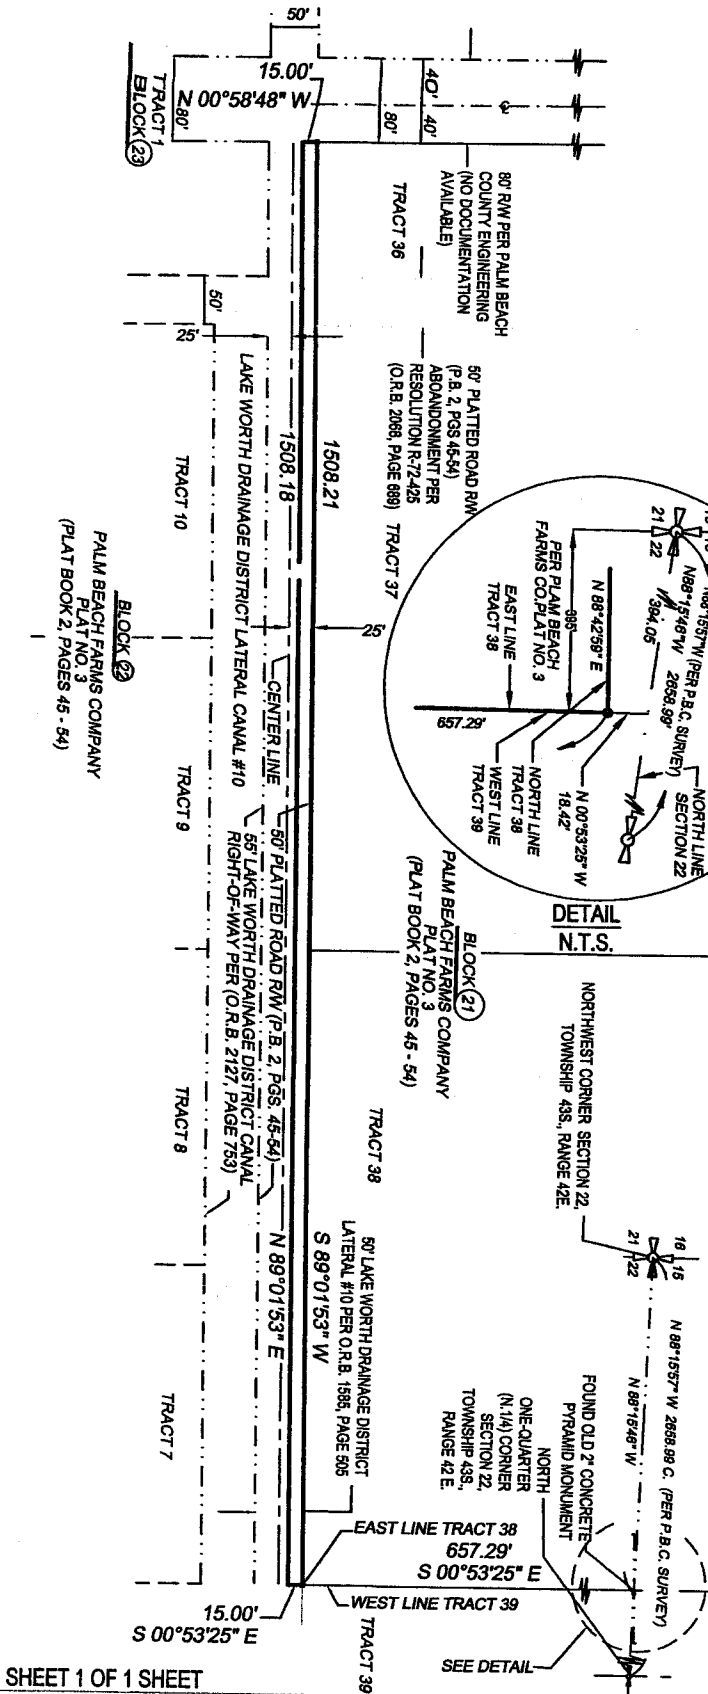 50'
15.00'
N 00°58'48" W
80'
TRACT 1
BLOCK 23
80'
40'
40'
80' R/W PER PALM BEACH
COUNTY ENGINEERING
(NO DOCUMENTATION
AVAILABLE)
TRACT 36
50'
25'
50' PLATTED ROAD R/W
(P.B. 2, PGS 45-54)
ABOANDONMENT PER
RESOLUTION R-72-425
(O.R.B. 2068, PAGE 689)
TRACT 37
1508.21
1508.18
LAKE WORTH DRAINAGE DISTRICT LATERAL CANAL #10
TRACT 10
25'
CENTER LINE
BLOCK 22
PALM BEACH FARMS COMPANY
PLAT NO. 3
(PLAT BOOK 2, PAGES 45 - 54)
TRACT 9
50' PLATTED ROAD R/W (P.B. 2, PGS. 45-54)
55' LAKE WORTH DRAINAGE DISTRICT CANAL
RIGHT-OF-WAY PER (O.R.B. 2127, PAGE 753)
21
22
N88°15'57"W (PER P.B.C. SURVEY)
N88°15'46"W 2658.99'
394.05
NORTH LINE
SECTION 22
395'
PER PLAM BEACH
FARMS CO.PLAT NO. 3
N 88°42'59" E
EAST LINE
TRACT 38
657.29'
N 00°53'25" W
18.42'
NORTH LINE
TRACT 38
WEST LINE
TRACT 39
DETAIL
N.T.S.
BLOCK 21
PALM BEACH FARMS COMPANY
PLAT NO. 3
(PLAT BOOK 2, PAGES 45 - 54)
TRACT 8
TRACT 38
N 89°01'53" E
S 89°01'53" W
50' LAKE WORTH DRAINAGE DISTRICT
LATERAL #10 PER O.R.B. 1585, PAGE 505
NORTHWEST CORNER SECTION 22,
TOWNSHIP 43S., RANGE 42E.
16
15
21
22
N 88°15'57" W 2658.99 C. (PER P.B.C. SURVEY)
N 88°15'46" W
FOUND OLD 2" CONCRETE
PYRAMID MONUMENT
NORTH
ONE-QUARTER
(N.1/4) CORNER
SECTION 22,
TOWNSHIP 43S.,
RANGE 42 E.
TRACT 7
EAST LINE TRACT 38
657.29'
S 00°53'25" E
WEST LINE TRACT 39
15.00'
S 00°53'25" E
TRACT 39
SEE DETAIL
SHEET 1 OF 1 SHEET